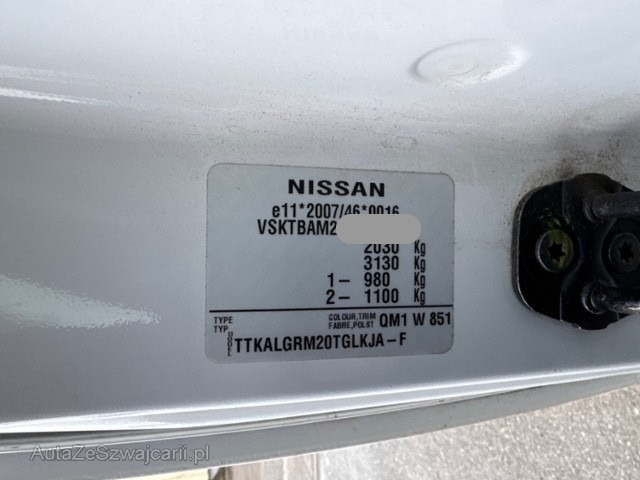 NISSAN
e11*2007/46*0016
VSKTBAM2
2030 Kg
3130 Kg
1- 980 Kg
2- 1100 Kg
TYPE
TYP
COLOUR,TRIM
FABRE,POLST
QM1 W 851
MODEL
TTKALGRM20TGLKJA-F
AutaZeSzwajcarii.pl